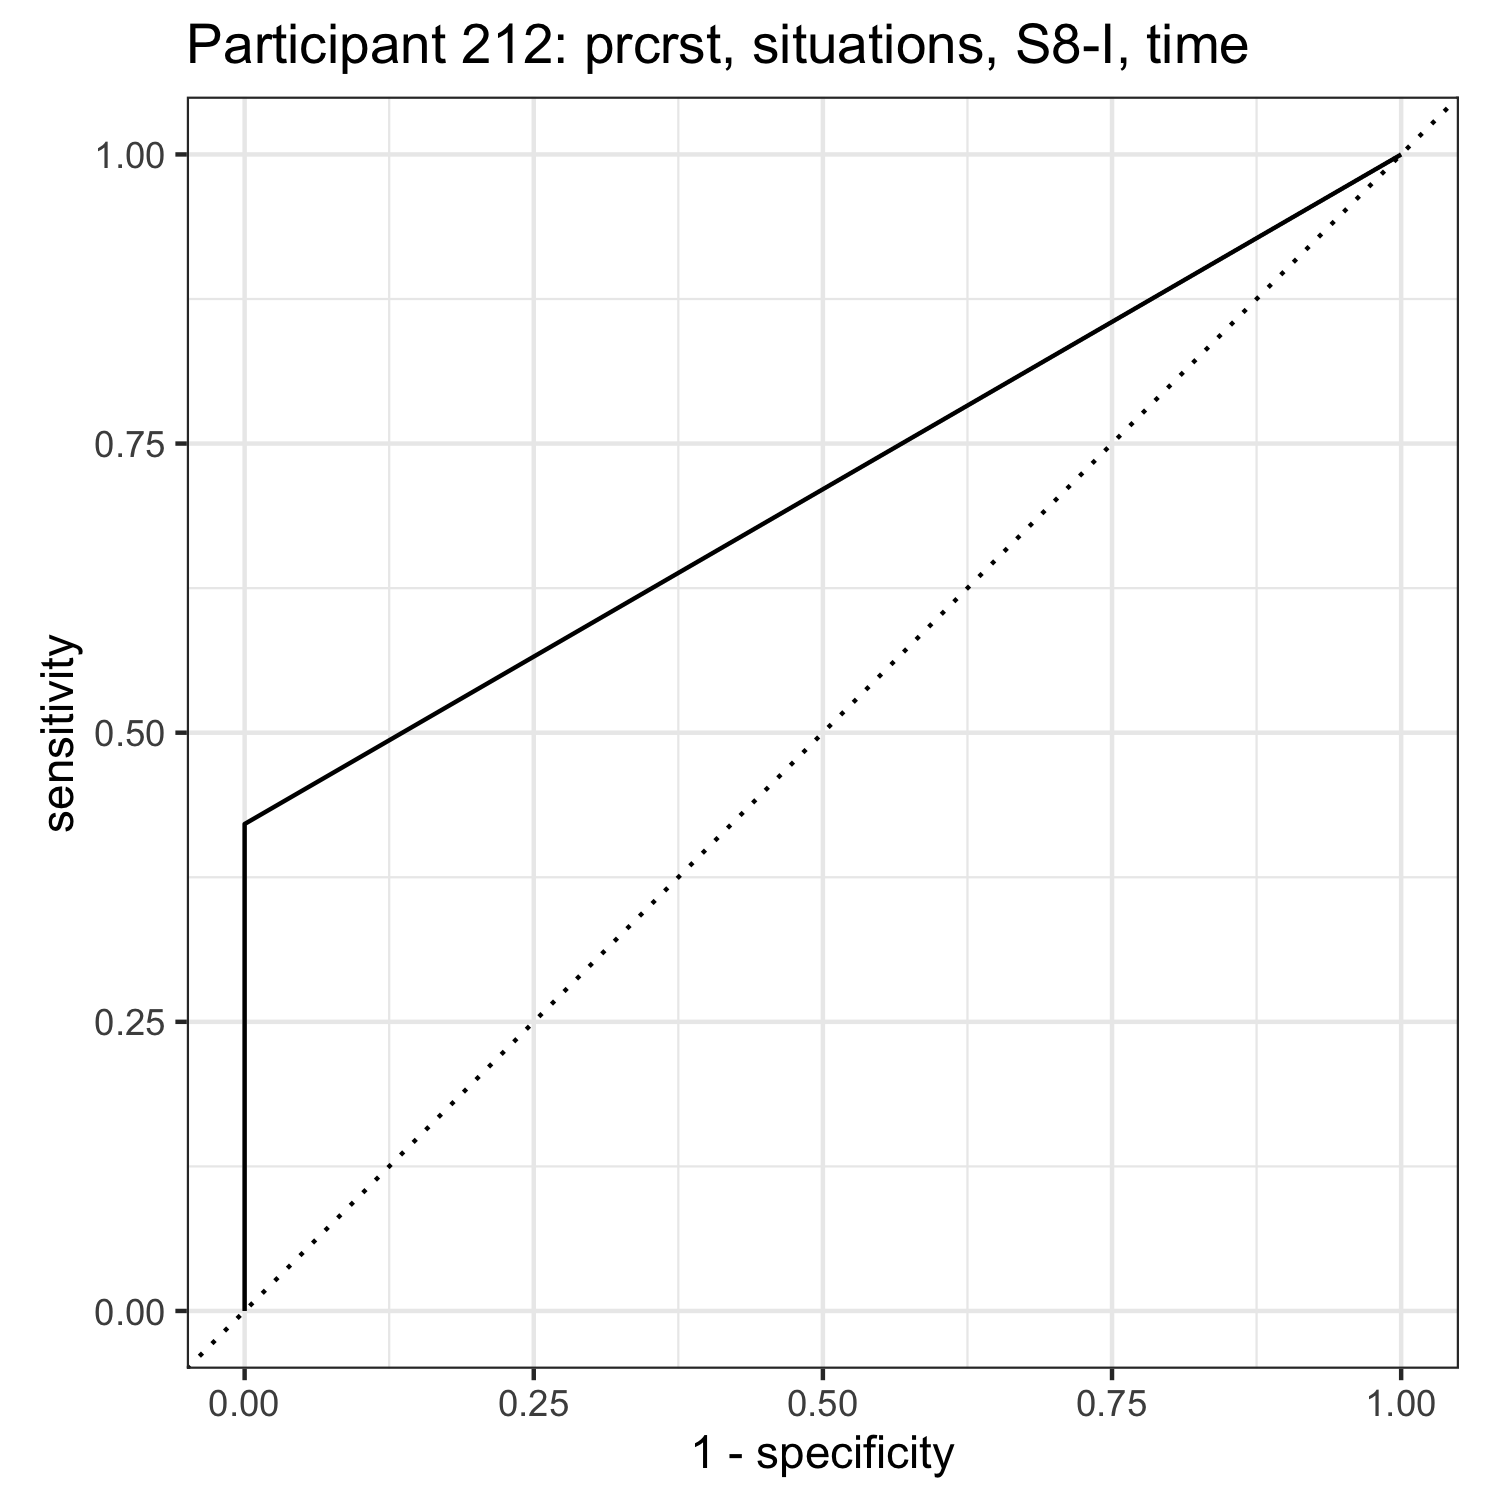 Participant 212: prcrst, situations, S8-I, time
1.00
0.75
0.50
0.25
0.00
sensitivity
0.00 0.25 0.50 0.75 1.00
1 - specificity